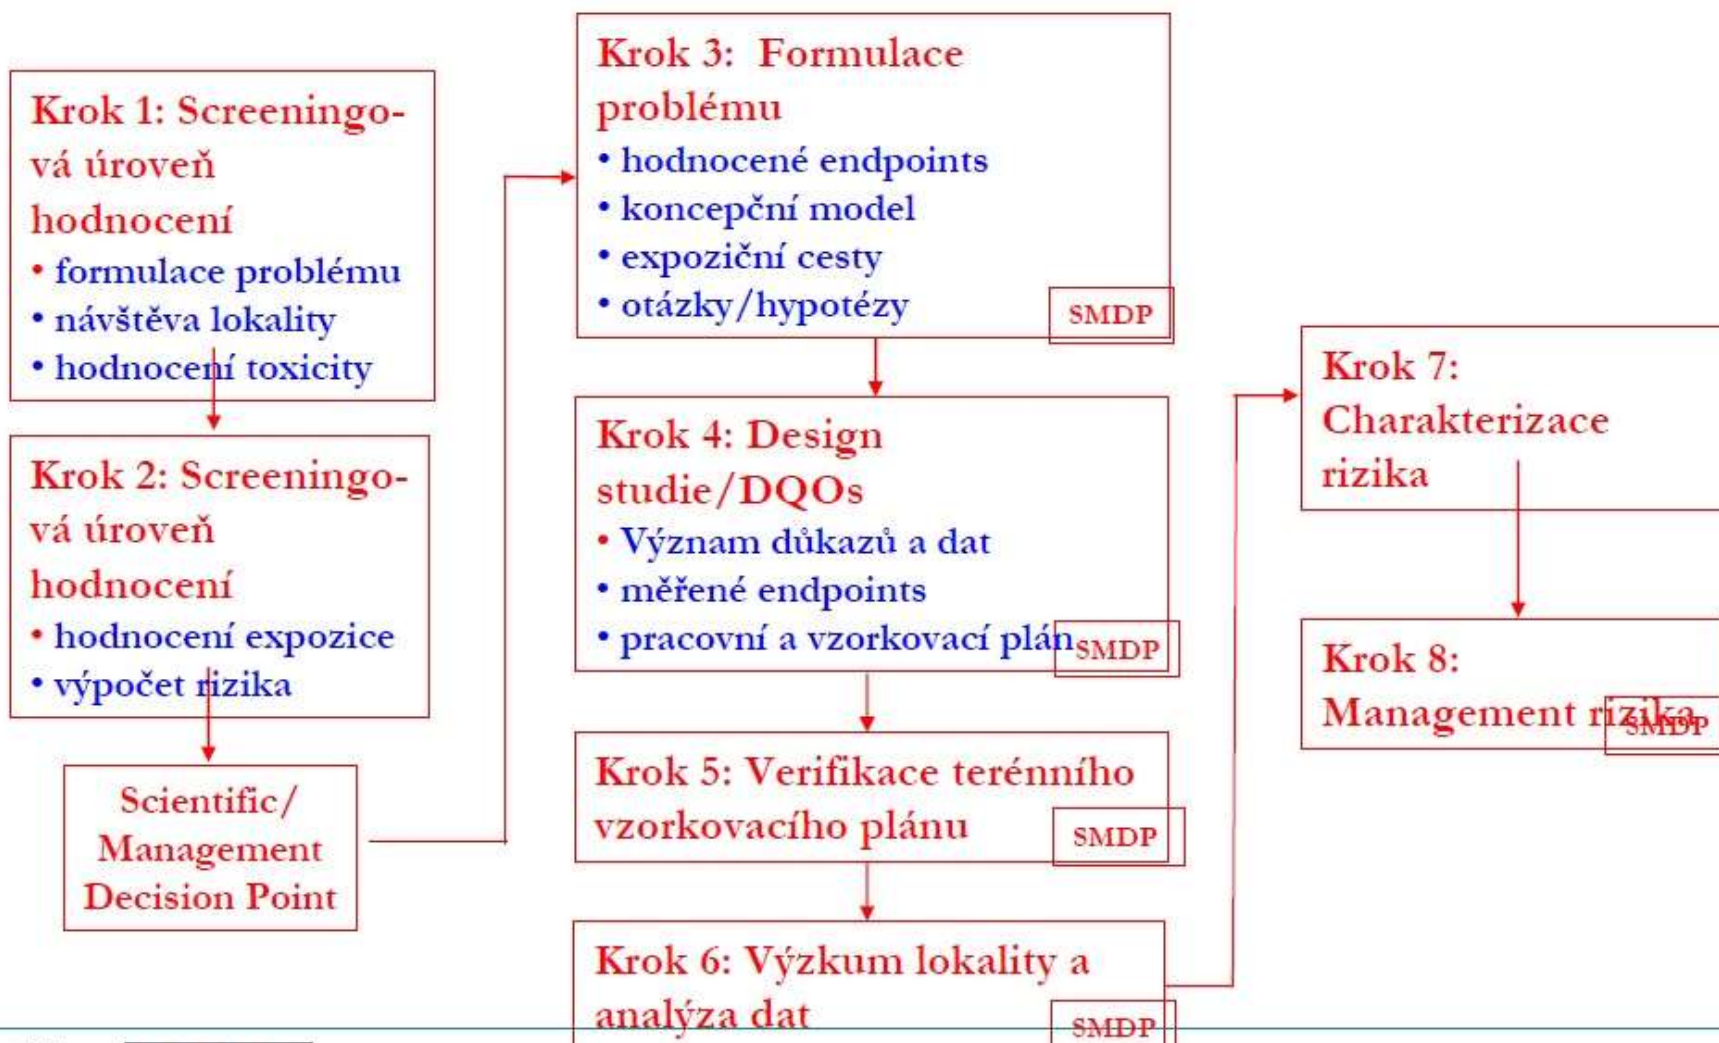 Krok 1: Screeningo-
vá úroveň
hodnocení
• formulace problému
• návštěva lokality
• hodnocení toxicity
Krok 2: Screeningo-
vá úroveň
hodnocení
• hodnocení expozice
• výpočet rizika
Scientific/
Management
Decision Point
Krok 3: Formulace
problému
• hodnocené endpoints
• koncepční model
• expoziční cesty
• otázky/hypotézy
SMDP
Krok 4: Design
studie/DQOs
• Význam důkazů a dat
• měřené endpoints
• pracovní a vzorkovací plán
SMDP
Krok 5: Verifikace terénního
vzorkovacího plánu
SMDP
Krok 6: Výzkum lokality a
analýza dat
SMDP
Krok 7:
Charakterizace
rizika
Krok 8:
Management rizika
SMDP